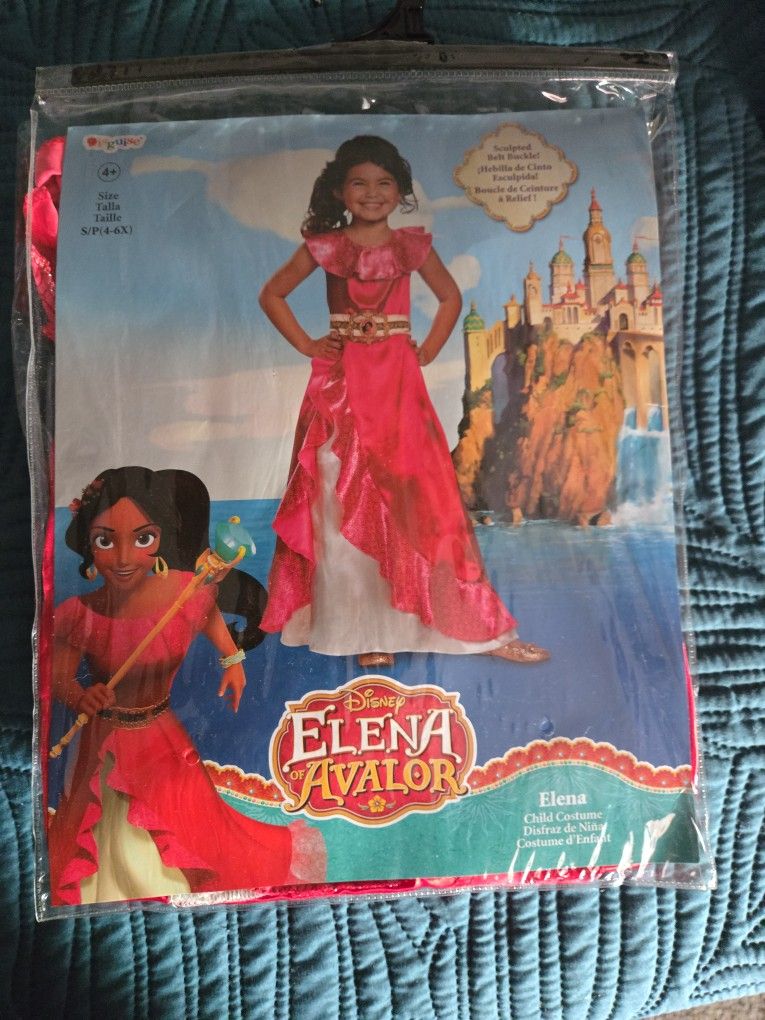 Disguise
4+
Size
Talla
Taille
S/P(4-6X)
Sculpted
Belt Buckle!
¡Hebilla de Cinto
Esculpida!
Boucle de Ceinture
à Relief !
Disney
ELENA
OF AVALOR
Elena
Child Costume
Disfraz de Niña
Costume d'Enfant